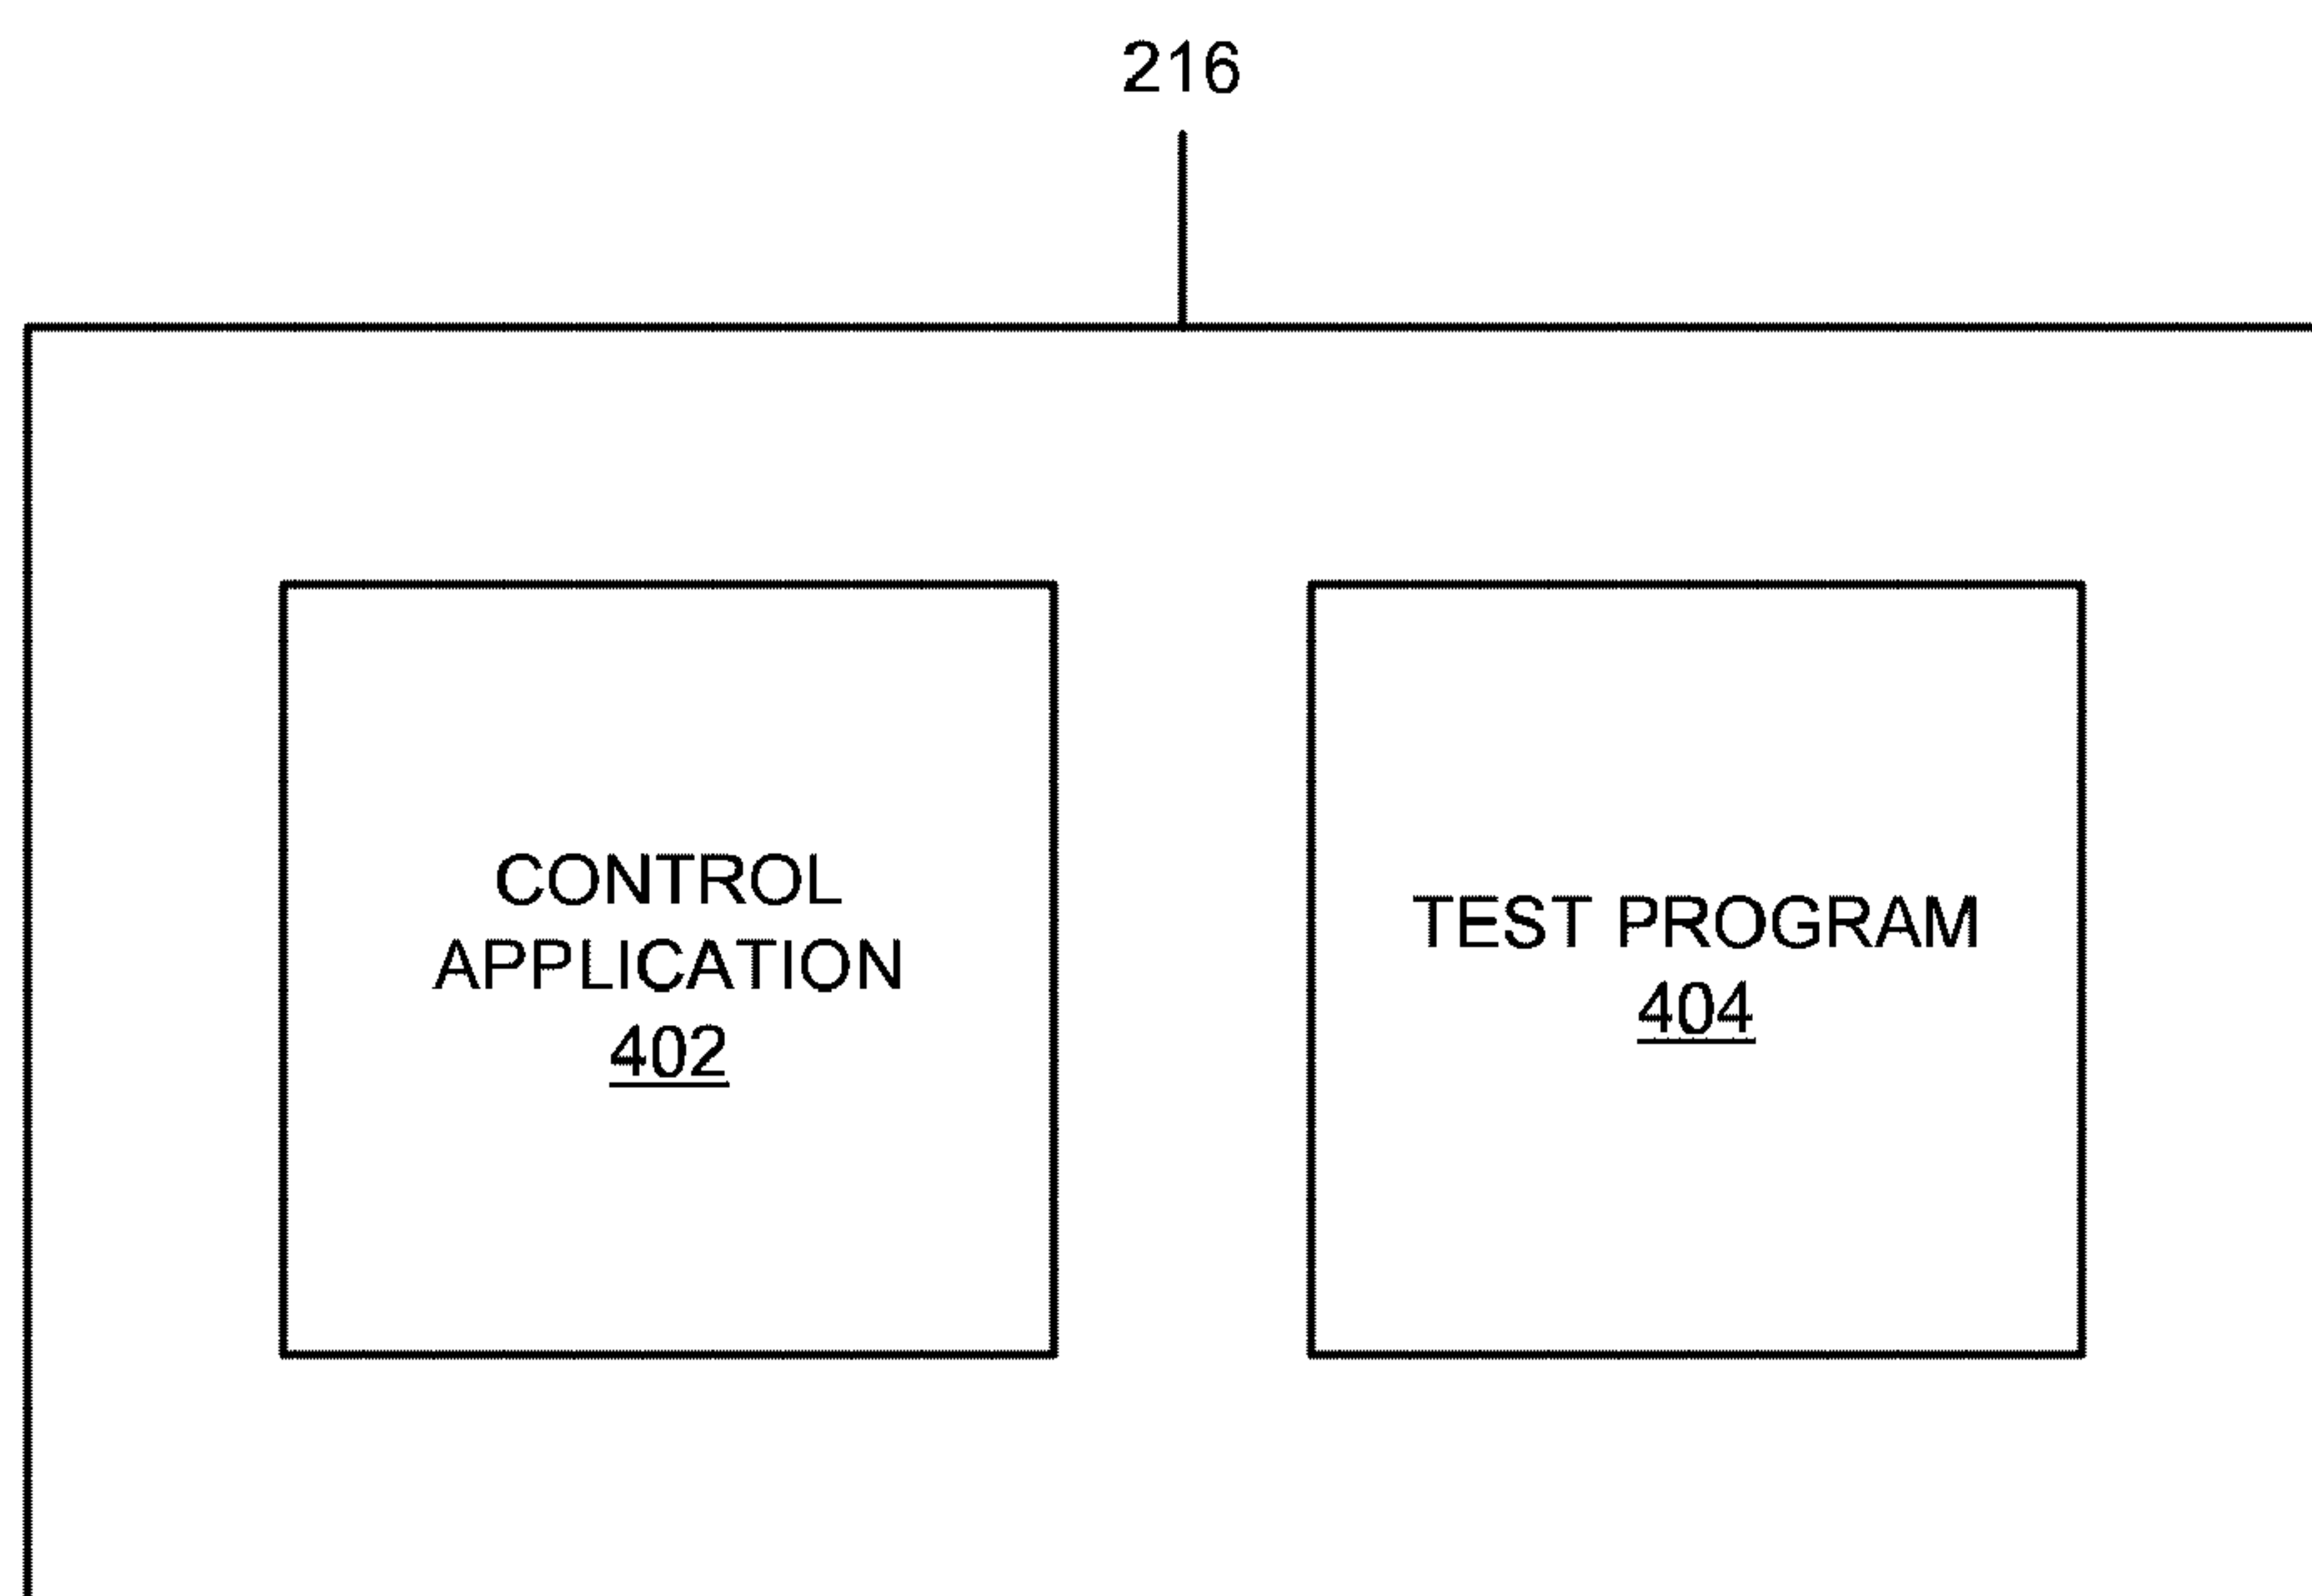 216
CONTROL
APPLICATION
402
TEST PROGRAM
404